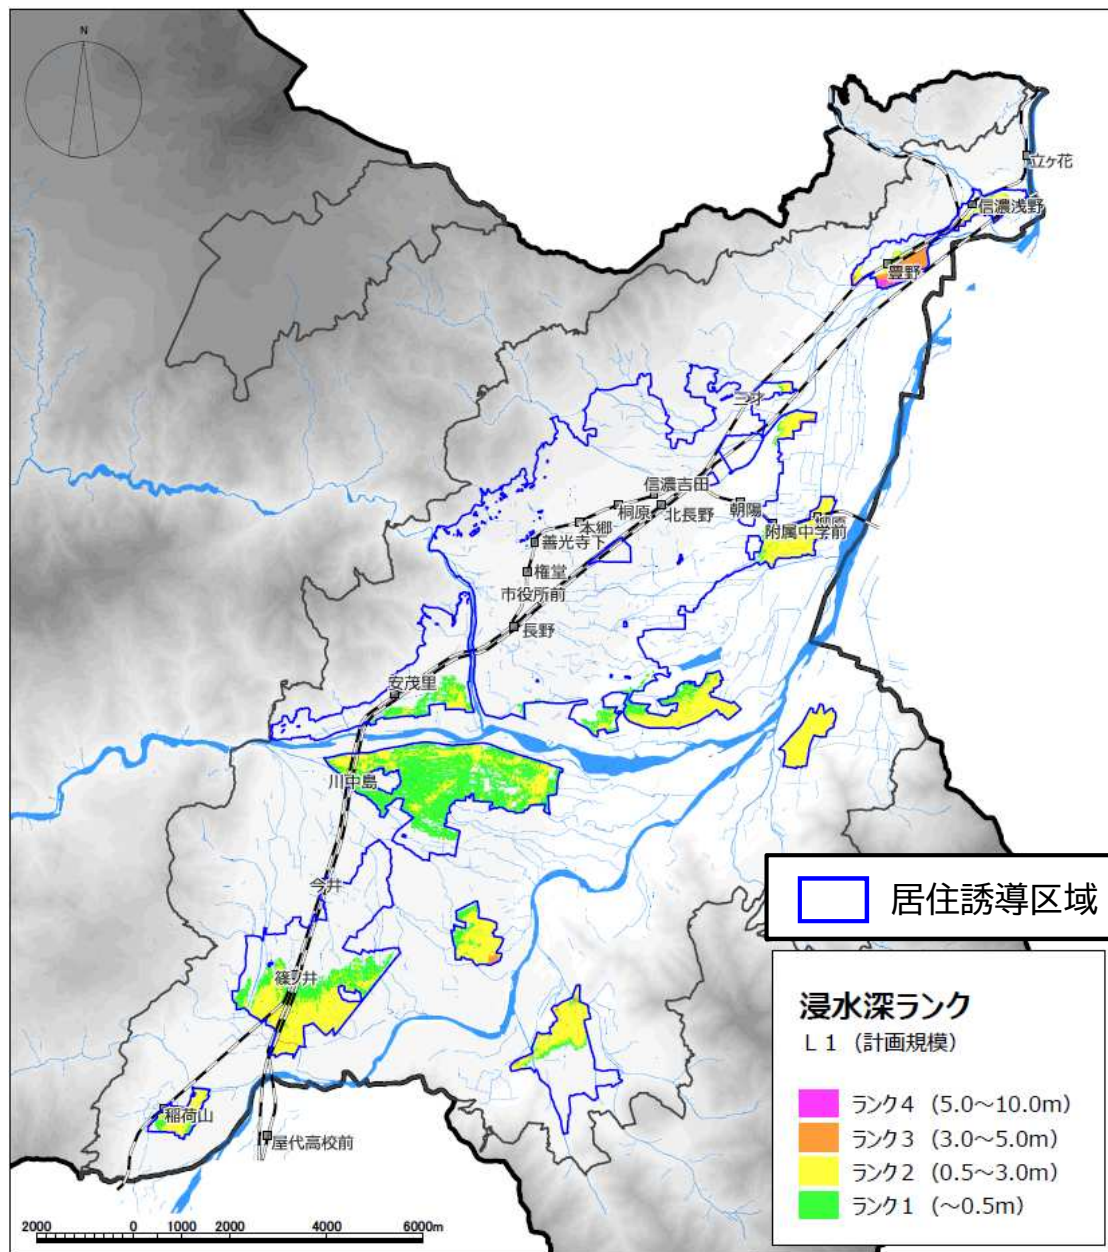 N
立ヶ花
信濃浅野
豊野
三才
信濃吉田
桐原
北長野
朝陽
本郷
附属中学前
善光寺下
権堂
市役所前
長野
安茂里
川中島
今井
篠ノ井
稲荷山
屋代高校前
居住誘導区域
浸水深ランク
L1 (計画規模)
ランク4 (5.0～10.0m)
ランク3 (3.0～5.0m)
ランク2 (0.5～3.0m)
ランク1 (～0.5m)
2000 0 1000 2000 4000 6000m